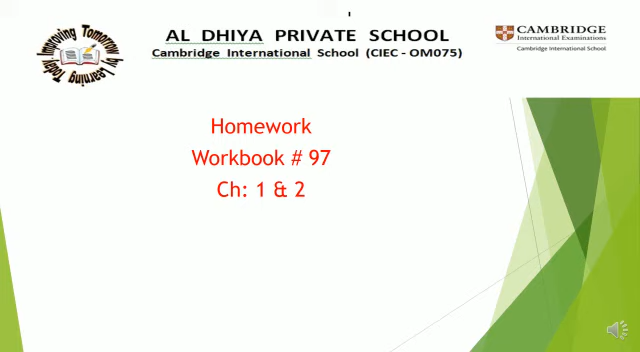 Improving Tomorrow by Learning Today.
AL DHIYA PRIVATE SCHOOL
Cambridge International School (CIEC - OM075)
CAMBRIDGE
International Examinations
Cambridge International School
Homework
Workbook # 97
Ch: 1 & 2